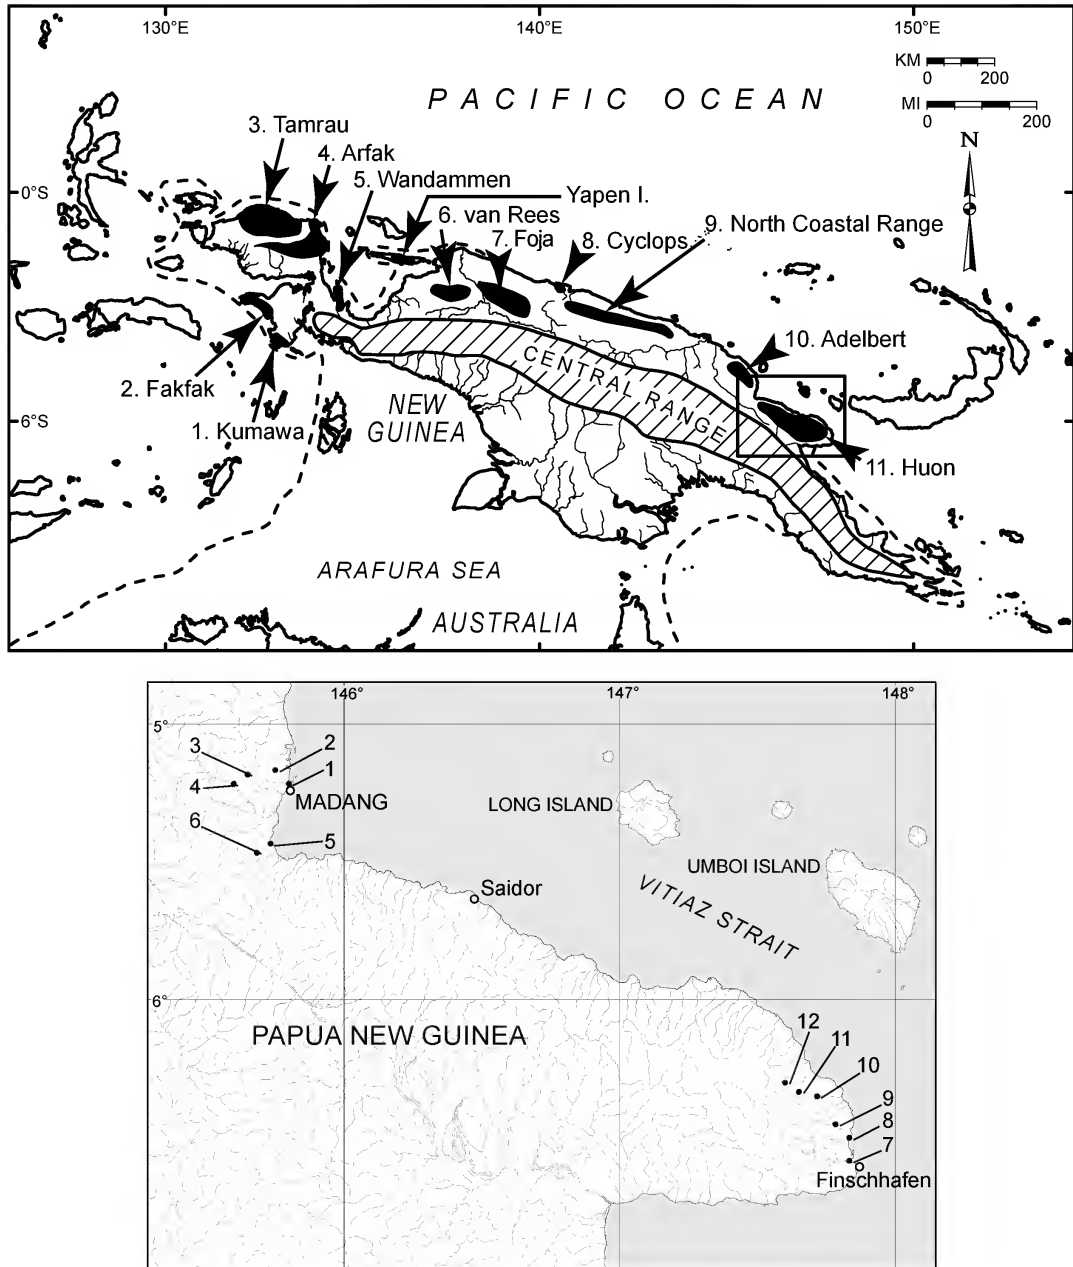 130°E
140°E
150°E
KM
0 200
MI
0 200
PACIFIC OCEAN
N
3. Tamrau
4. Arfak
5. Wandammen
Yapen I.
0°S
6. van Rees
7. Foja
8. Cyclops
9. North Coastal Range
10. Adelbert
CENTRAL RANGE
2. Fakfak
NEW
GUINEA
6°S
1. Kumawa
11. Huon
ARAFURA SEA
AUSTRALIA
146°
147°
148°
5°
3
2
1
4
MADANG
LONG ISLAND
6
5
UMBOI ISLAND
Saidor
VITIAZ STRAIT
6°
PAPUA NEW GUINEA
12
11
10
9
8
7
Finschhafen